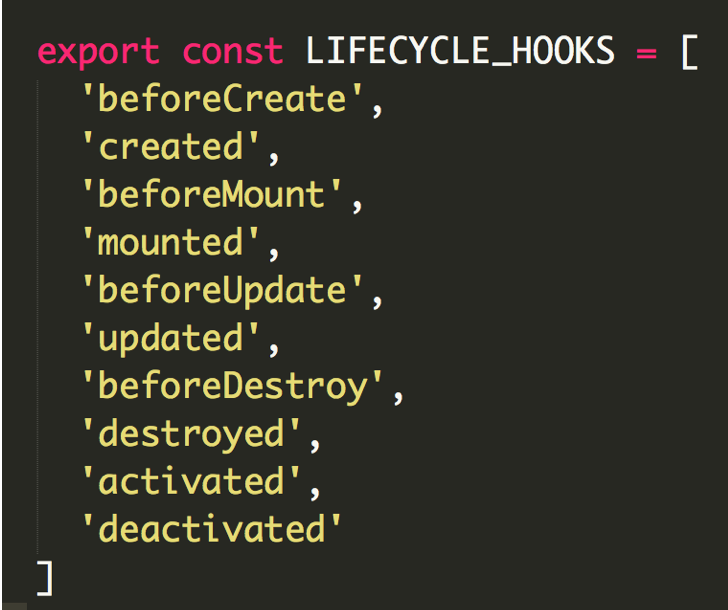 export const LIFECYCLE_HOOKS = [
  'beforeCreate',
  'created',
  'beforeMount',
  'mounted',
  'beforeUpdate',
  'updated',
  'beforeDestroy',
  'destroyed',
  'activated',
  'deactivated'
]